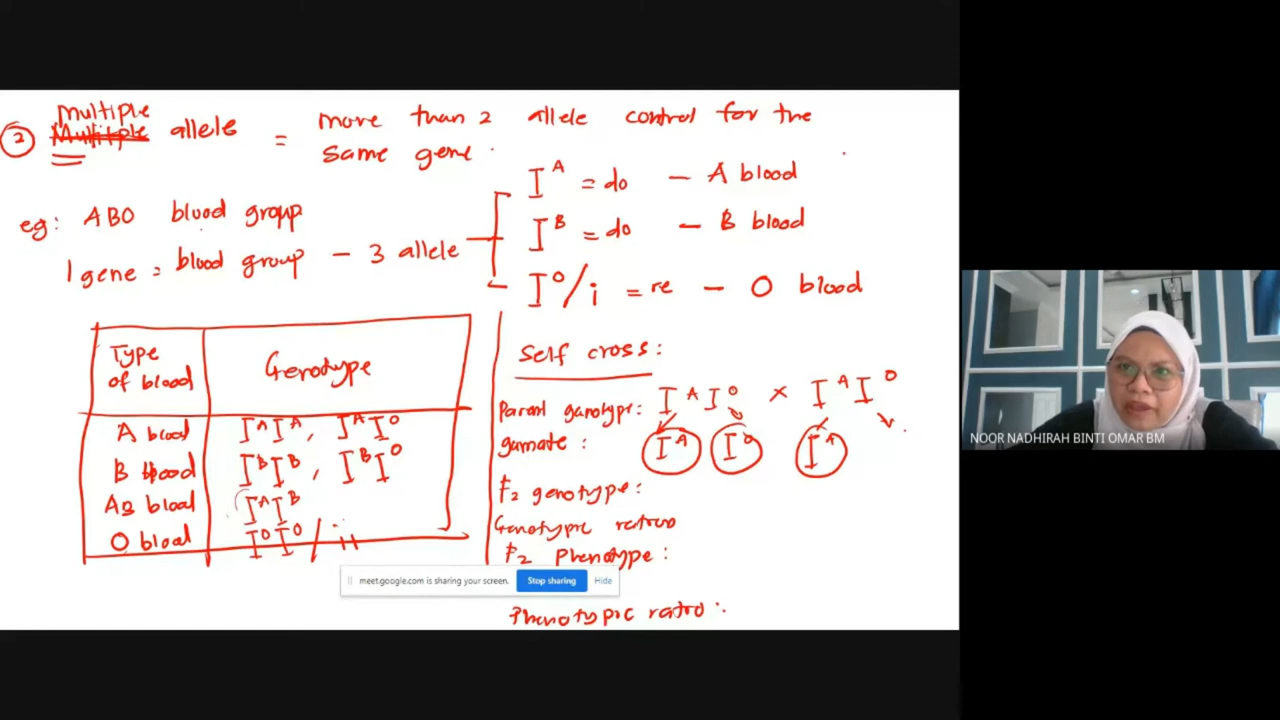 ② Multiple
Multiple allele = more than 2 allele control for the
same gene.
eg: ABO blood group
1 gene = blood group - 3 allele
I^A = do - A blood
I^B = do - B blood
I^O/i = re - O blood
Type of blood Genotype
A blood I^A I^A, I^A I^O
B blood I^B I^B, I^B I^O
AB blood I^A I^B
O blood I^O I^O / ii
Self cross:
Parent genotype: I^A I^O × I^A I^O
gamate: I^A I^O I^A
F2 genotype:
Genotypic ratio
F2 Phenotype:
Phenotypic ratio:
meet.google.com is sharing your screen. Stop sharing Hide
NOOR NADHIRAH BINTI OMAR BM